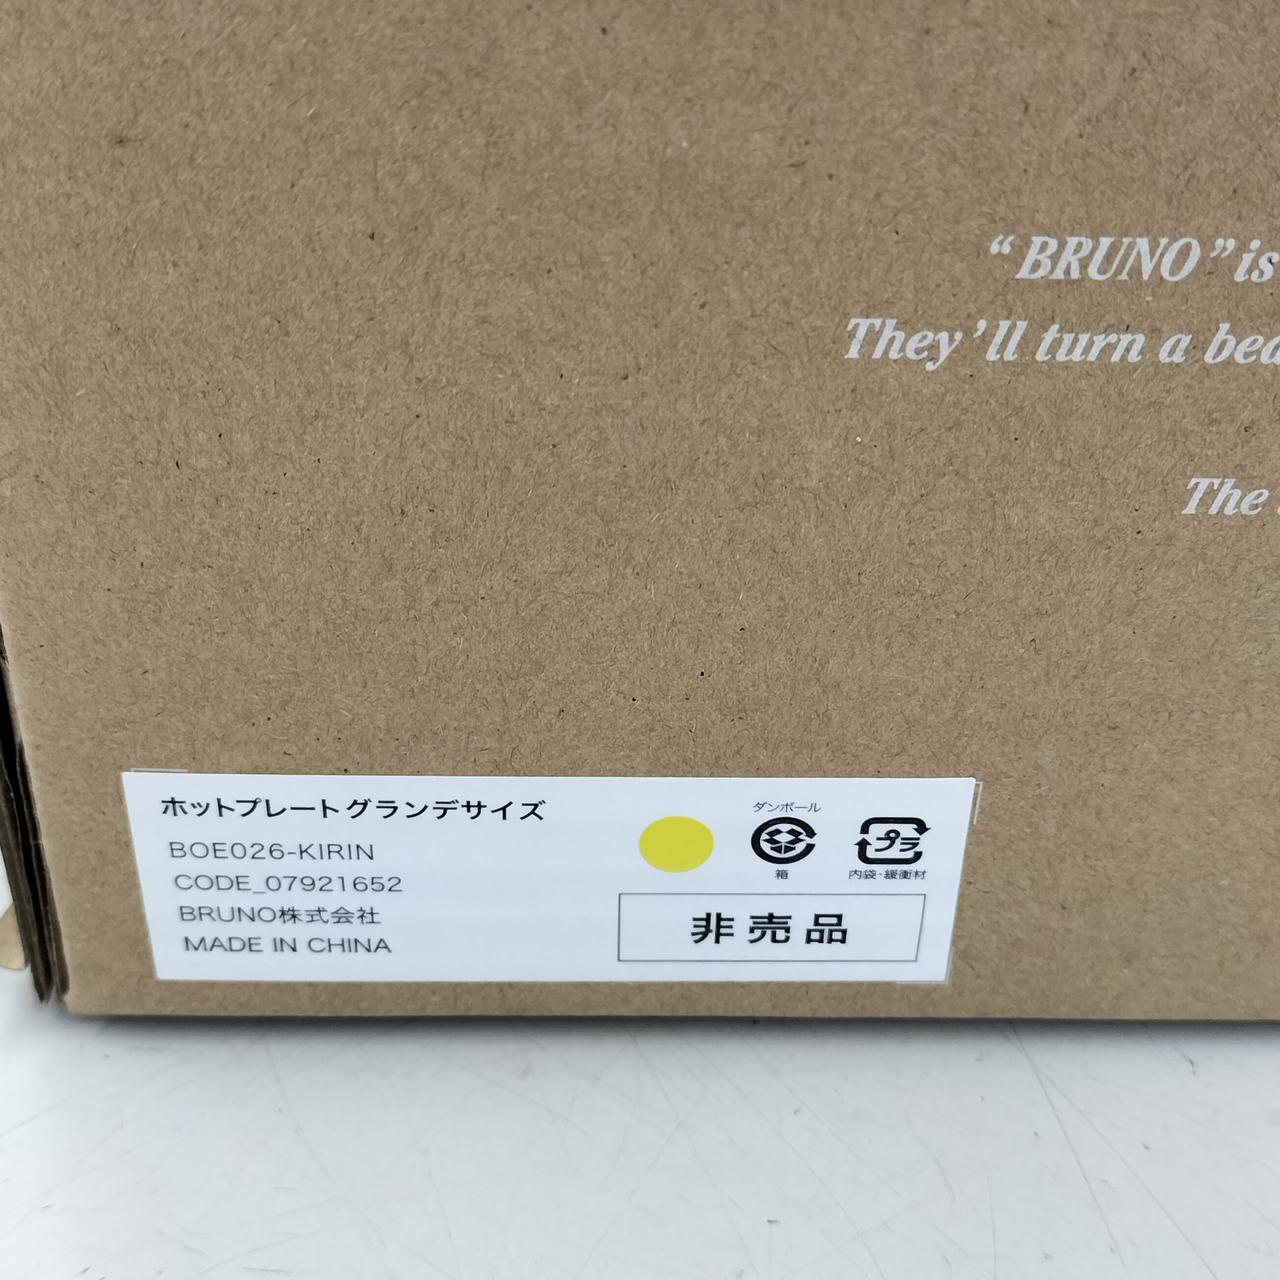 “BRUNO” is
They’ll turn a
The
ホットプレート グランデサイズ
BOE026-KIRIN
CODE_07921652
BRUNO株式会社
MADE IN CHINA
ダンボール
箱
プラ
内袋・緩衝材
非売品